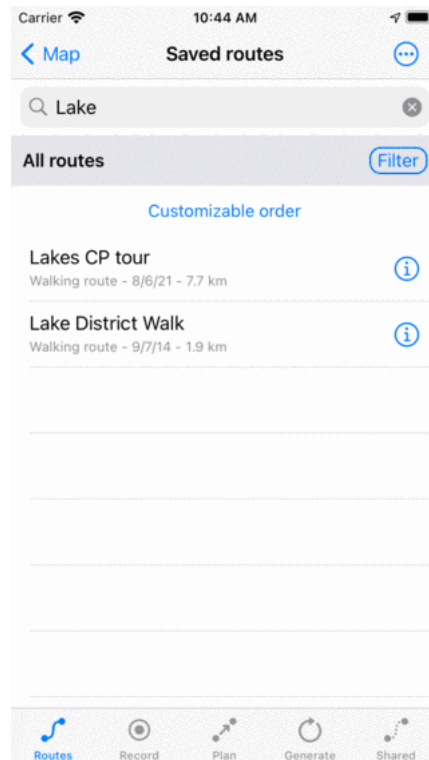 Carrier 10:44 AM
Map Saved routes
Lake
All routes Filter
Customizable order
Lakes CP tour
Walking route - 8/6/21 - 7.7 km
Lake District Walk
Walking route - 9/7/14 - 1.9 km
Routes Record Plan Generate Shared